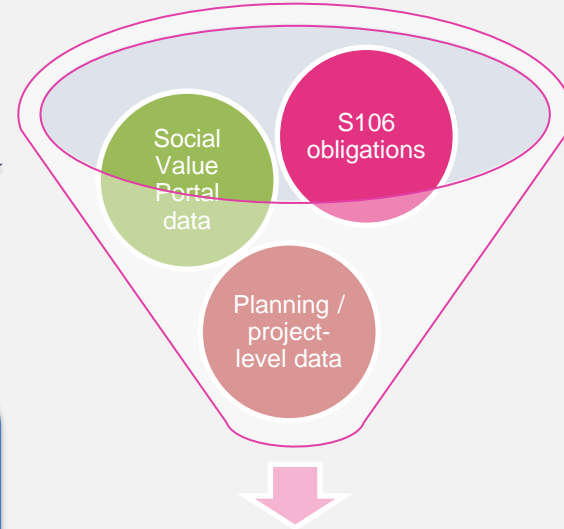 S106
obligations
Social
Value
Portal
data
Planning /
project-
level data